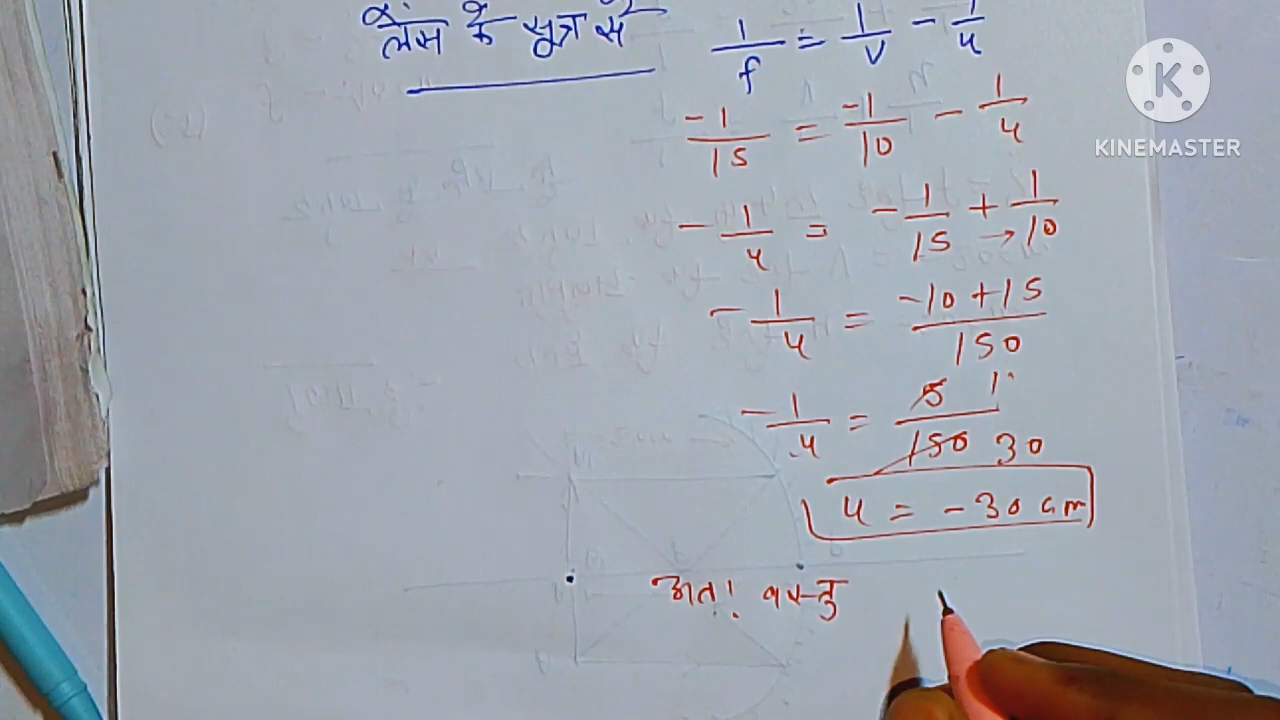 लेंस के सूत्र से 1/f = 1/v - 1/u
-1/15 = -1/10 - 1/u
-1/u = -1/15 + 1/10
-1/u = -10+15/150
-1/u = 5/150 1/30
u = -30 cm
अत! वस्तु
K
KINEMASTER